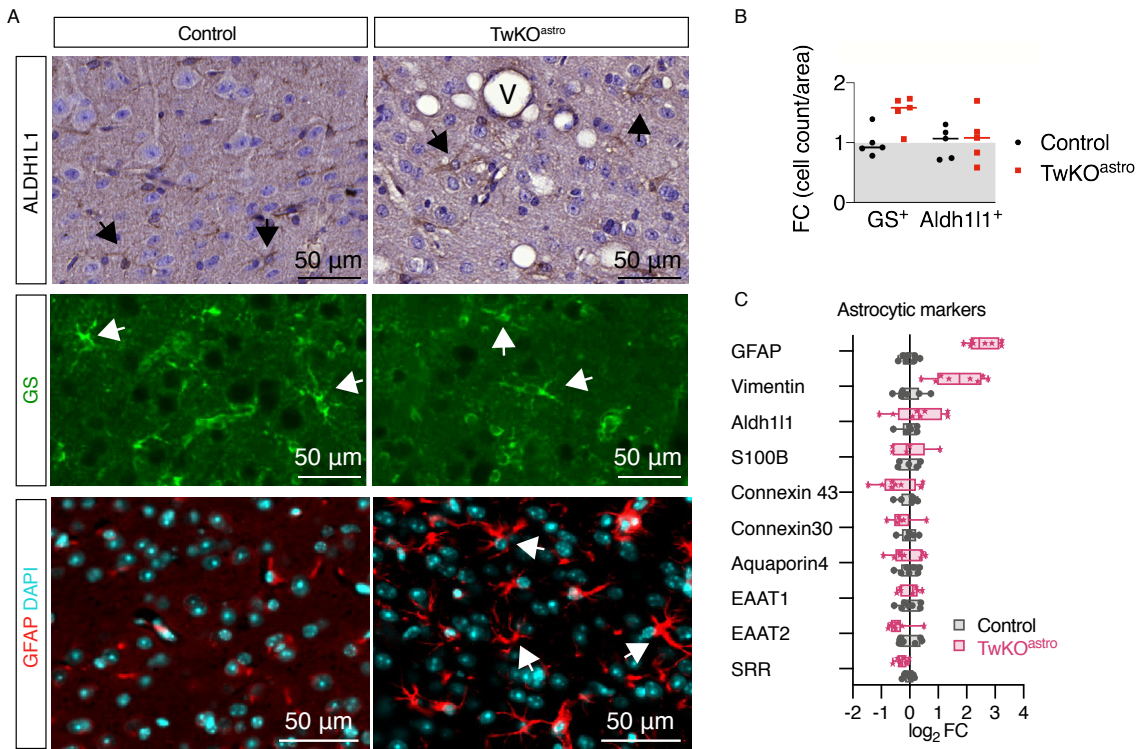 A
Control
TwKOastro
ALDH1L1
V
50 µm
50 µm
GS
50 µm
50 µm
GFAP DAPI
50 µm
50 µm
B
FC (cell count/area)
2
1
0
GS+
Aldh1l1+
Control
TwKOastro
C
Astrocytic markers
GFAP
Vimentin
Aldh1l1
S100B
Connexin 43
Connexin30
Aquaporin4
EAAT1
EAAT2
SRR
Control
TwKOastro
-2 -1 0 1 2 3 4
log2 FC